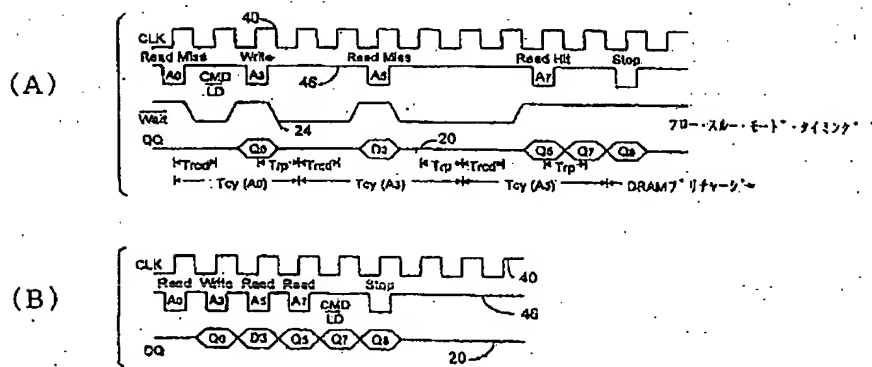 (A)
40
CLK
Read Miss Write Read Miss Read Hit Stop
A0 CMD A3 A5 A7
LD 46
Wait
24 フロー・スルー・モード・タイミング
DQ Q0 D3 20 Q5 Q7 Q8
Trcd Trp Trcd Trp Trcd Trp
Tcy (A0) Tcy (A3) Tcy (A5) DRAMプリチャージ
(B)
CLK 40
Read Write Read Read Stop
A0 A3 A5 A7 CMD 46
LD
DQ Q0 D3 Q5 Q7 Q8 20